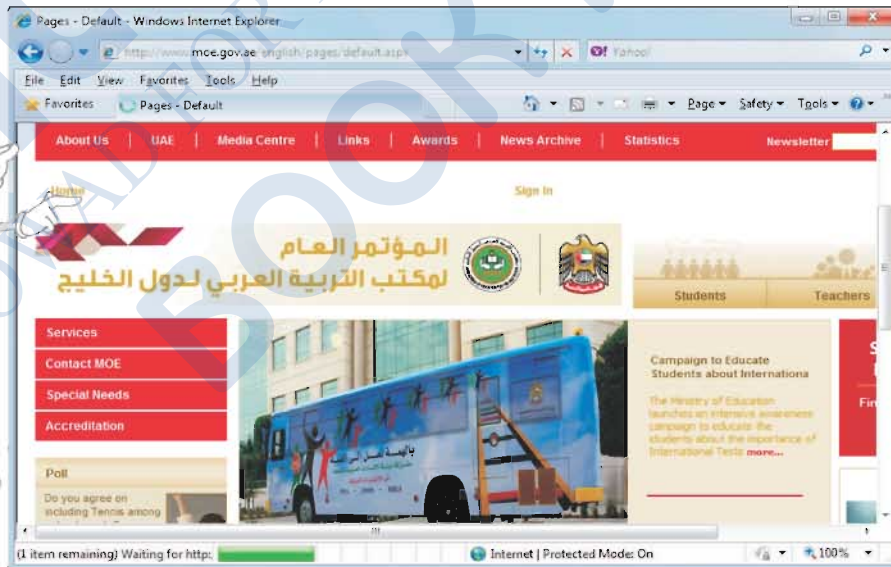 Pages - Default - Windows Internet Explorer
http://www.moe.gov.ae/english/pages/default.aspx
Yahoo!
File Edit View Favorites Tools Help
Favorites Pages - Default Page Safety Tools
About Us | UAE | Media Centre | Links | Awards | News Archive | Statistics Newsletter
Home Sign In
المؤتمر العام
لمكتب التربية العربي لدول الخليج
Students Teachers
Services
Contact MOE
Special Needs
Accreditation
Campaign to Educate
Students about Internationa
The Ministry of Education
launches an intensive awareness
campaign to educate the
students about the importance of
International Tests more...
Fin
Poll
Do you agree on
including Tennis among
(1 item remaining) Waiting for http: Internet | Protected Mode: On 100%
BOOK